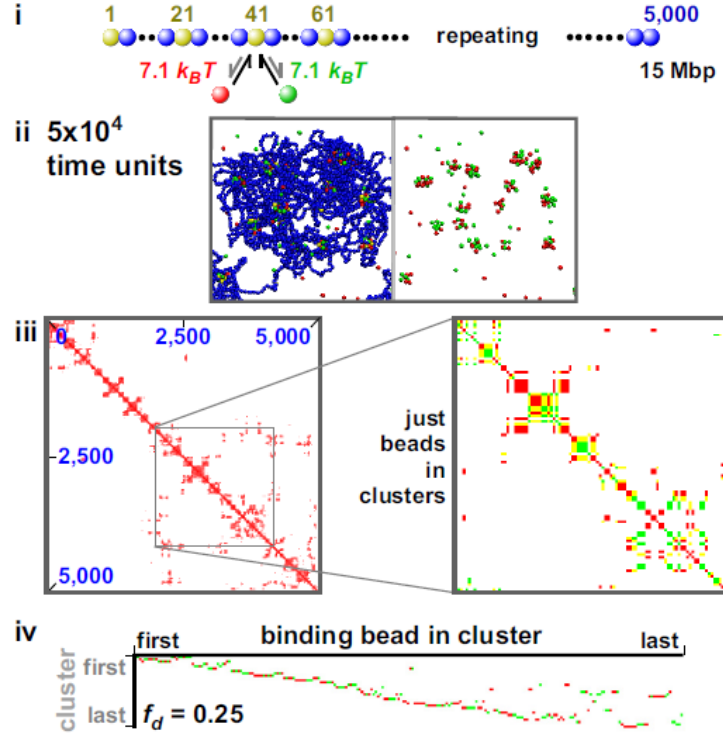 i
1 21 41 61 5,000
repeating
7.1 kBT 7.1 kBT 15 Mbp
ii 5x10⁴
time units
iii
0 2,500 5,000
2,500
5,000
just
beads
in
clusters
iv
first binding bead in cluster last
cluster
first
last
f_d = 0.25